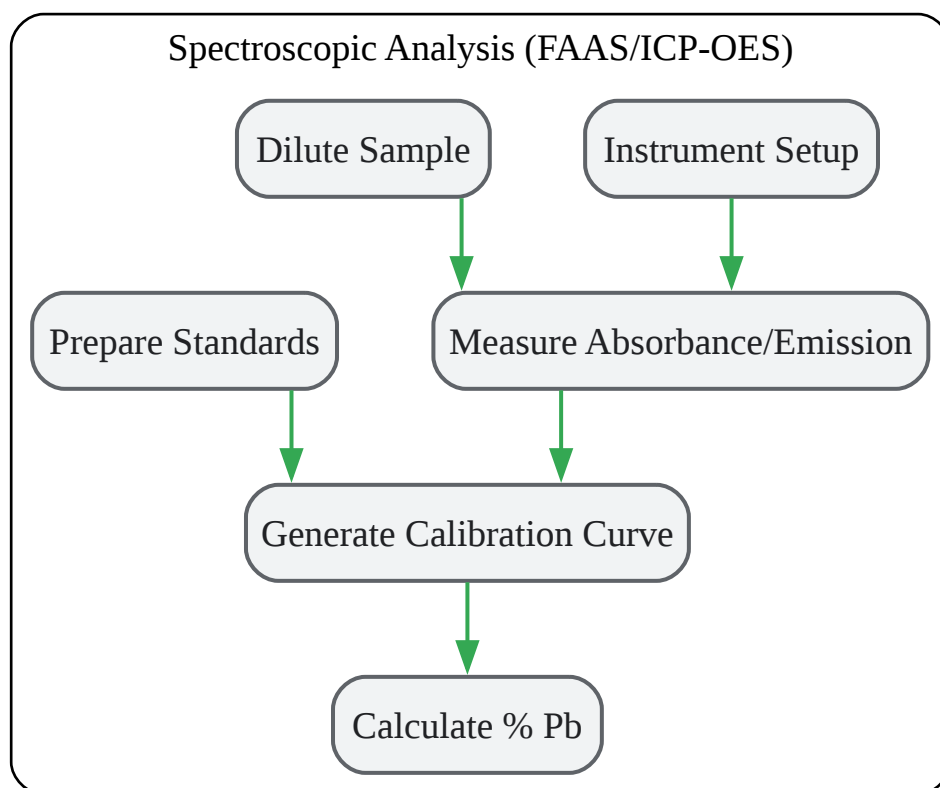 Spectroscopic Analysis (FAAS/ICP-OES)
Dilute Sample
Instrument Setup
Prepare Standards
Measure Absorbance/Emission
Generate Calibration Curve
Calculate % Pb